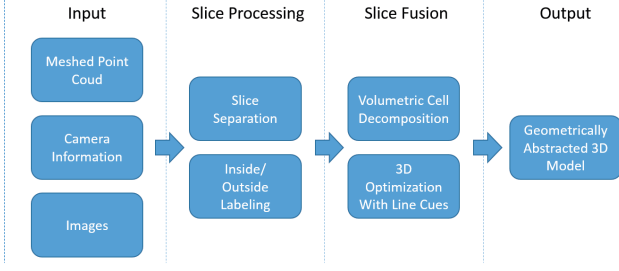 Input
Meshed Point
Coud
Camera
Information
Images
Slice Processing
Slice
Separation
Inside/
Outside
Labeling
Slice Fusion
Volumetric Cell
Decomposition
3D
Optimization
With Line Cues
Output
Geometrically
Abstracted 3D
Model